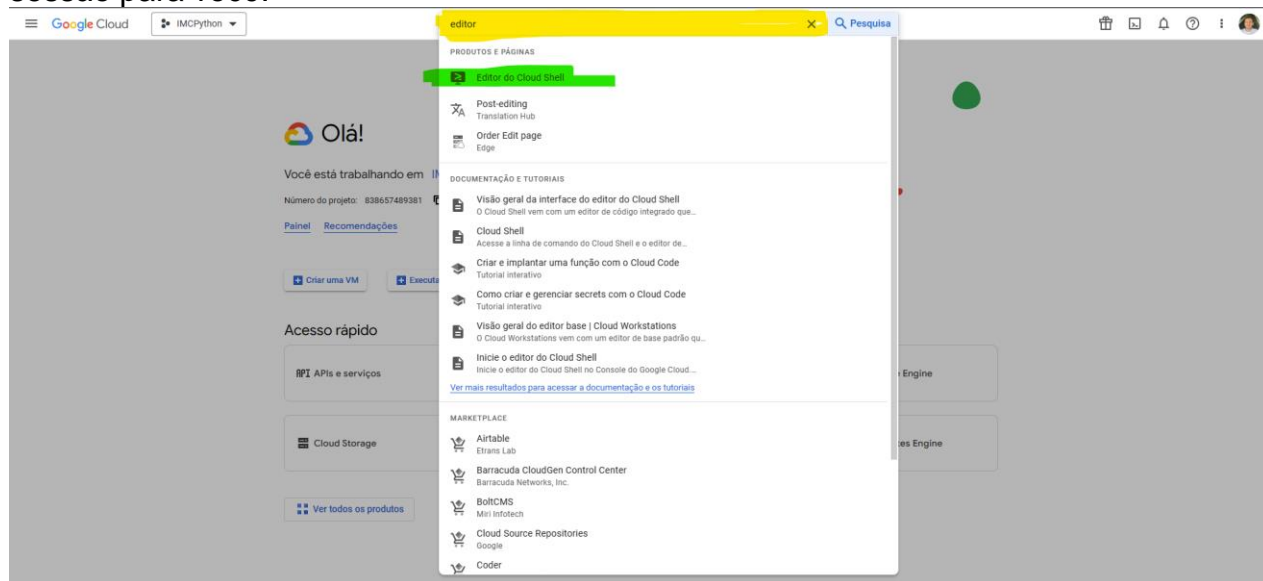 sessão para você.
Google Cloud
IMCPython
editor
Pesquisa
PRODUTOS E PÁGINAS
Editor do Cloud Shell
Post-editing
Translation Hub
Order Edit page
Edge
Olá!
Você está trabalhando em
Número do projeto: 838657489381
Painel Recomendações
DOCUMENTAÇÃO E TUTORIAIS
Visão geral da interface do editor do Cloud Shell
O Cloud Shell vem com um editor de código integrado que...
Cloud Shell
Acesse a linha de comando do Cloud Shell e o editor de...
Criar e implantar uma função com o Cloud Code
Tutorial interativo
Criar uma VM
Como criar e gerenciar secrets com o Cloud Code
Tutorial interativo
Acesso rápido
Visão geral do editor base | Cloud Workstations
O Cloud Workstations vem com um editor de base padrão qu...
Inicie o editor do Cloud Shell
Inicie o editor do Cloud Shell no Console do Google Cloud....
API APIs e serviços
Engine
Ver mais resultados para acessar a documentação e os tutoriais
MARKETPLACE
Airtable
Etrans Lab
Cloud Storage
es Engine
Barracuda CloudGen Control Center
Barracuda Networks, Inc.
BoltCMS
Miri Infotech
Ver todos os produtos
Cloud Source Repositories
Google
Coder